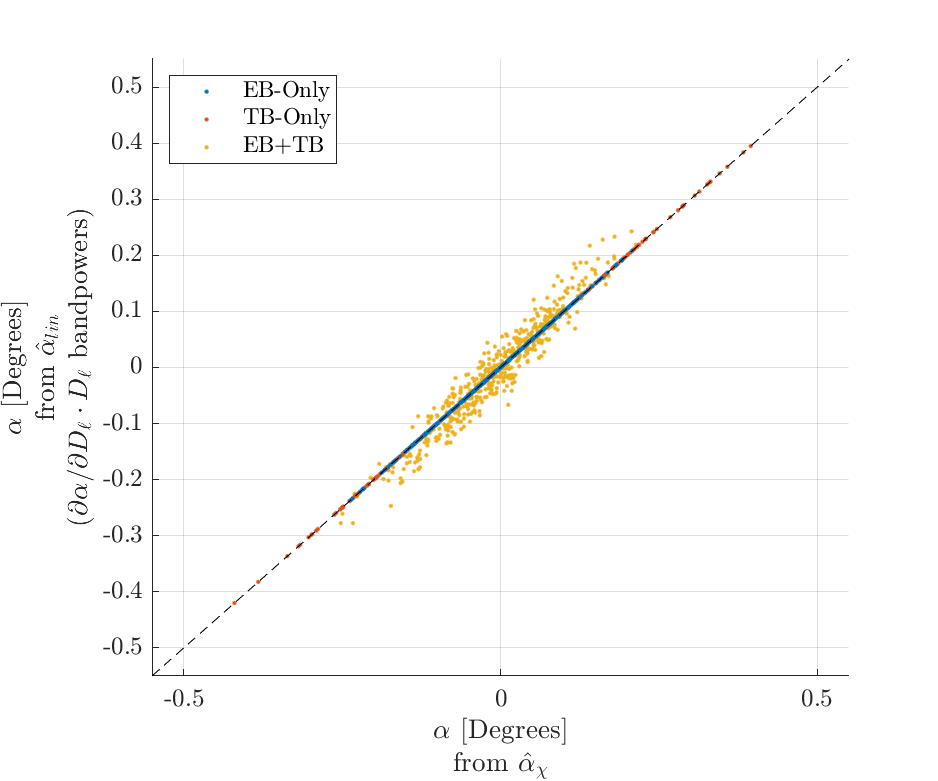 EB-Only
TB-Only
EB+TB
0.5
0.4
0.3
0.2
0.1
0
-0.1
-0.2
-0.3
-0.4
-0.5
α [Degrees]
from α̂_{lin}
(∂α/∂D_ℓ · D_ℓ bandpowers)
-0.5
0
0.5
α [Degrees]
from α̂_χ